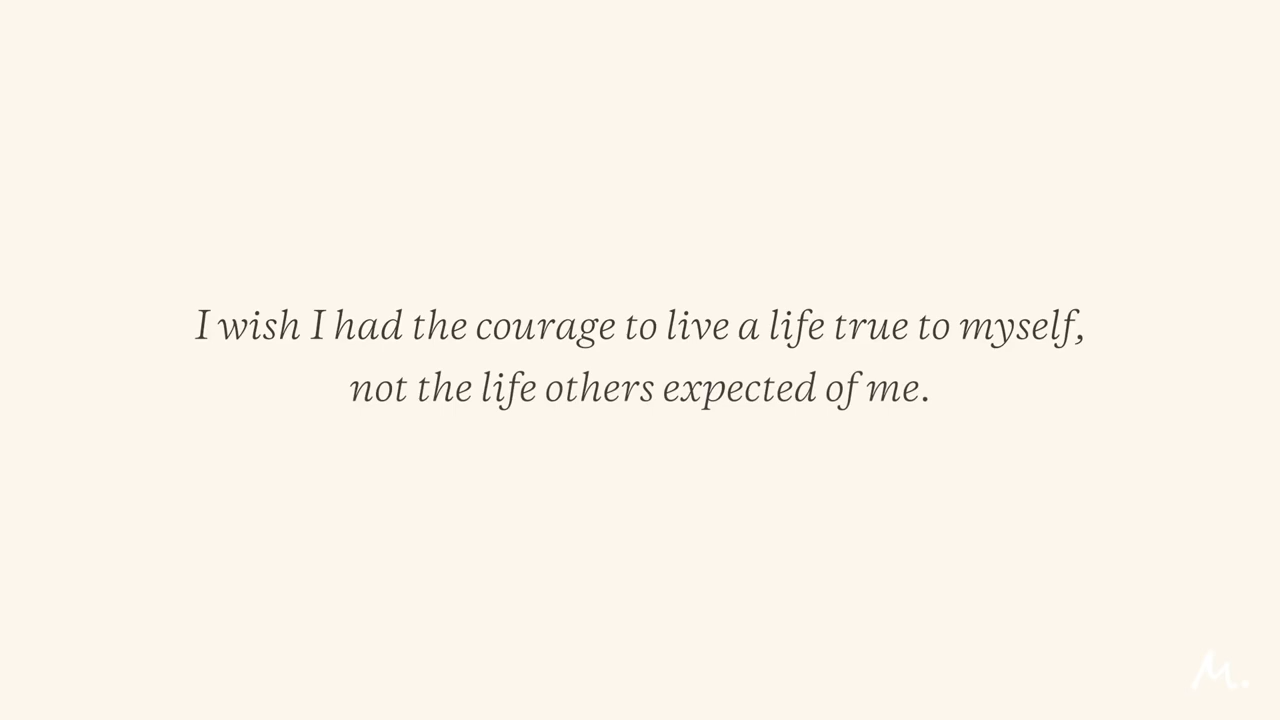 I wish I had the courage to live a life true to myself,
not the life others expected of me.
M.